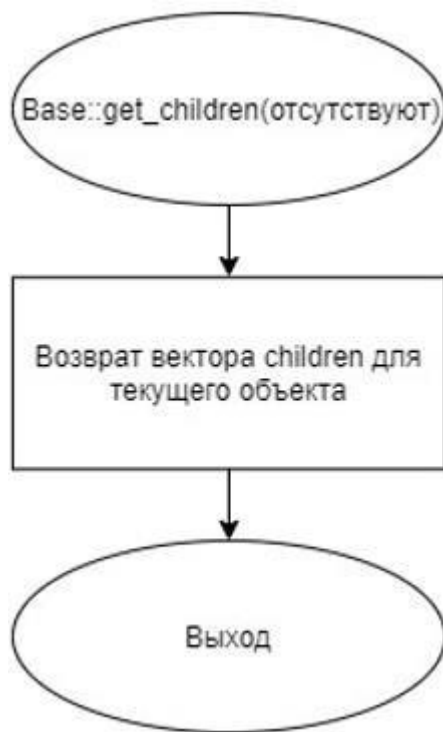 Base::get_children(отсутствуют)
Возврат вектора children для
текущего объекта
Выход